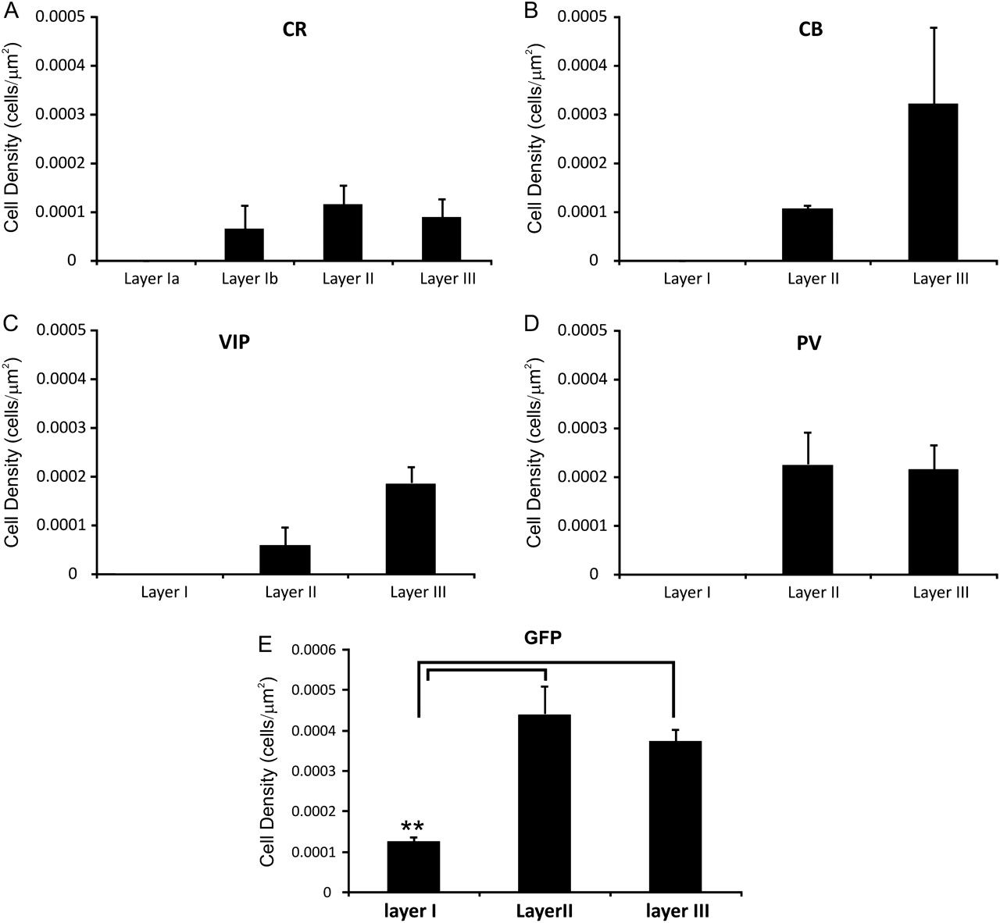 A
CR
Cell Density (cells/μm²)
0.0005
0.0004
0.0003
0.0002
0.0001
0
Layer Ia Layer Ib Layer II Layer III
B
CB
Cell Density (cells/μm²)
0.0005
0.0004
0.0003
0.0002
0.0001
0
Layer I Layer II Layer III
C
VIP
Cell Density (cells/μm²)
0.0005
0.0004
0.0003
0.0002
0.0001
0
Layer I Layer II Layer III
D
PV
Cell Density (cells/μm²)
0.0005
0.0004
0.0003
0.0002
0.0001
0
Layer I Layer II Layer III
E
GFP
Cell Density (cells/μm²)
0.0006
0.0005
0.0004
0.0003
0.0002
0.0001
0
**
layer I LayerII layer III